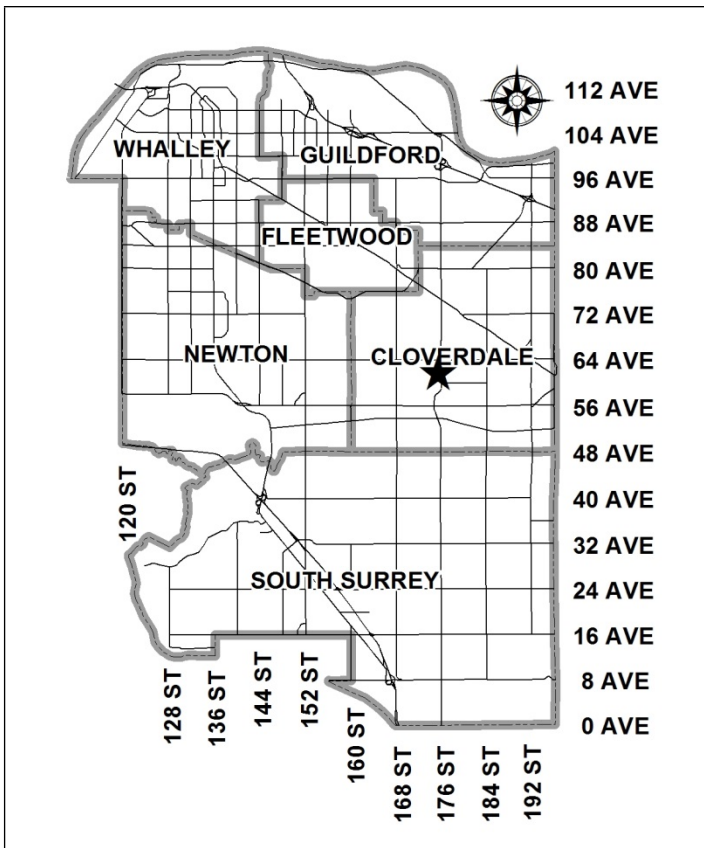 112 AVE
104 AVE
WHALLEY
GUILDFORD
96 AVE
88 AVE
FLEETWOOD
80 AVE
72 AVE
NEWTON
CLOVERDALE
64 AVE
56 AVE
48 AVE
120 ST
40 AVE
32 AVE
SOUTH SURREY
24 AVE
16 AVE
128 ST
136 ST
144 ST
152 ST
160 ST
8 AVE
0 AVE
168 ST
176 ST
184 ST
192 ST